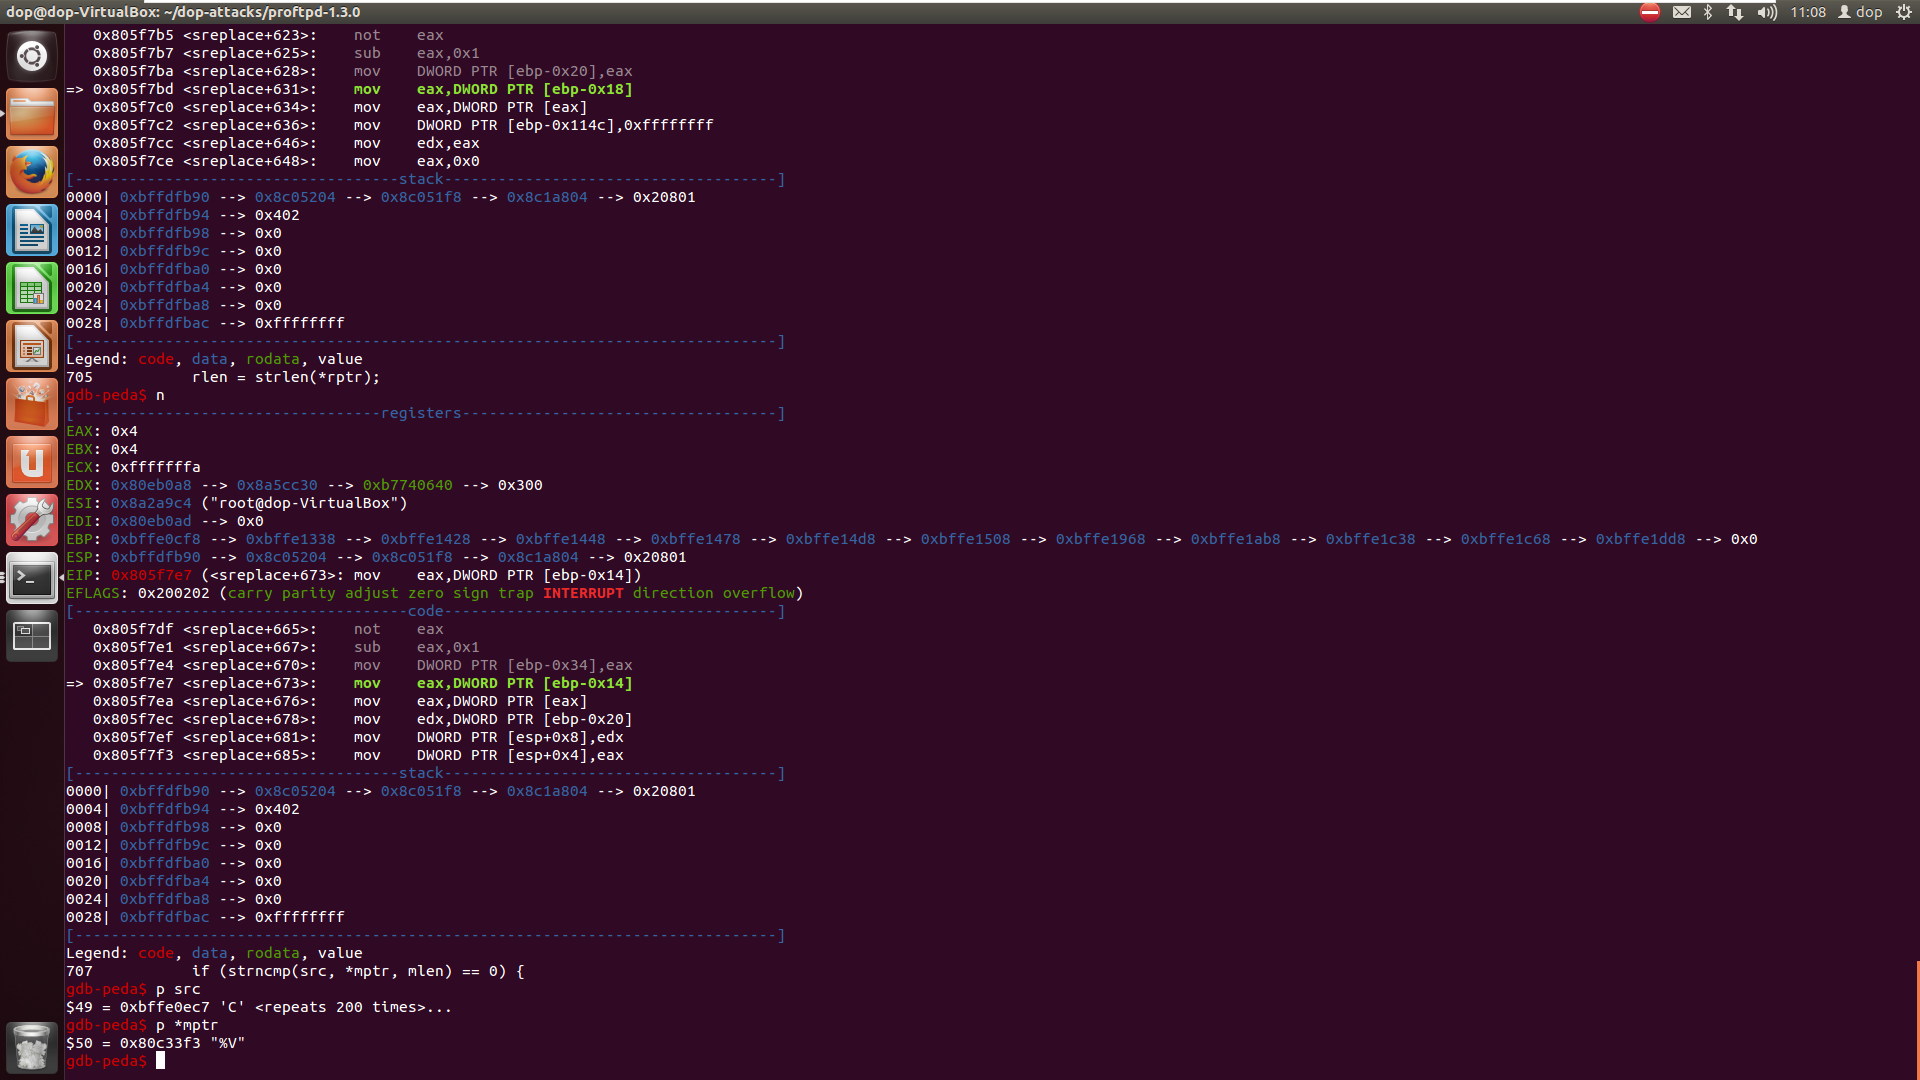 dop@dop-VirtualBox: ~/dop-attacks/proftpd-1.3.0
11:08
dop
   0x805f7b5 <sreplace+623>:	not    eax
   0x805f7b7 <sreplace+625>:	sub    eax,0x1
   0x805f7ba <sreplace+628>:	mov    DWORD PTR [ebp-0x20],eax
=> 0x805f7bd <sreplace+631>:	mov    eax,DWORD PTR [ebp-0x18]
   0x805f7c0 <sreplace+634>:	mov    eax,DWORD PTR [eax]
   0x805f7c2 <sreplace+636>:	mov    DWORD PTR [ebp-0x114c],0xffffffff
   0x805f7cc <sreplace+646>:	mov    edx,eax
   0x805f7ce <sreplace+648>:	mov    eax,0x0
[------------------------------------stack-------------------------------------]
0000| 0xbffdfb90 --> 0x8c05204 --> 0x8c051f8 --> 0x8c1a804 --> 0x20801
0004| 0xbffdfb94 --> 0x402
0008| 0xbffdfb98 --> 0x0
0012| 0xbffdfb9c --> 0x0
0016| 0xbffdfba0 --> 0x0
0020| 0xbffdfba4 --> 0x0
0024| 0xbffdfba8 --> 0x0
0028| 0xbffdfbac --> 0xffffffff
[------------------------------------------------------------------------------]
Legend: code, data, rodata, value
705	          rlen = strlen(*rptr);
gdb-peda$ n
[----------------------------------registers-----------------------------------]
EAX: 0x4
EBX: 0x4
ECX: 0xfffffffa
EDX: 0x80eb0a8 --> 0x8a5cc30 --> 0xb7740640 --> 0x300
ESI: 0x8a2a9c4 ("root@dop-VirtualBox")
EDI: 0x80eb0ad --> 0x0
EBP: 0xbffe0cf8 --> 0xbffe1338 --> 0xbffe1428 --> 0xbffe1448 --> 0xbffe1478 --> 0xbffe14d8 --> 0xbffe1508 --> 0xbffe1968 --> 0xbffe1ab8 --> 0xbffe1c38 --> 0xbffe1c68 --> 0xbffe1dd8 --> 0x0
ESP: 0xbffdfb90 --> 0x8c05204 --> 0x8c051f8 --> 0x8c1a804 --> 0x20801
EIP: 0x805f7e7 (<sreplace+673>:	mov    eax,DWORD PTR [ebp-0x14])
EFLAGS: 0x200202 (carry parity adjust zero sign trap INTERRUPT direction overflow)
[-------------------------------------code-------------------------------------]
   0x805f7df <sreplace+665>:	not    eax
   0x805f7e1 <sreplace+667>:	sub    eax,0x1
   0x805f7e4 <sreplace+670>:	mov    DWORD PTR [ebp-0x34],eax
=> 0x805f7e7 <sreplace+673>:	mov    eax,DWORD PTR [ebp-0x14]
   0x805f7ea <sreplace+676>:	mov    eax,DWORD PTR [eax]
   0x805f7ec <sreplace+678>:	mov    edx,DWORD PTR [ebp-0x20]
   0x805f7ef <sreplace+681>:	mov    DWORD PTR [esp+0x8],edx
   0x805f7f3 <sreplace+685>:	mov    DWORD PTR [esp+0x4],eax
[------------------------------------stack-------------------------------------]
0000| 0xbffdfb90 --> 0x8c05204 --> 0x8c051f8 --> 0x8c1a804 --> 0x20801
0004| 0xbffdfb94 --> 0x402
0008| 0xbffdfb98 --> 0x0
0012| 0xbffdfb9c --> 0x0
0016| 0xbffdfba0 --> 0x0
0020| 0xbffdfba4 --> 0x0
0024| 0xbffdfba8 --> 0x0
0028| 0xbffdfbac --> 0xffffffff
[------------------------------------------------------------------------------]
Legend: code, data, rodata, value
707	          if (strncmp(src, *mptr, mlen) == 0) {
gdb-peda$ p src
$49 = 0xbffe0ec7 'C' <repeats 200 times>...
gdb-peda$ p *mptr
$50 = 0x80c33f3 "%V"
gdb-peda$